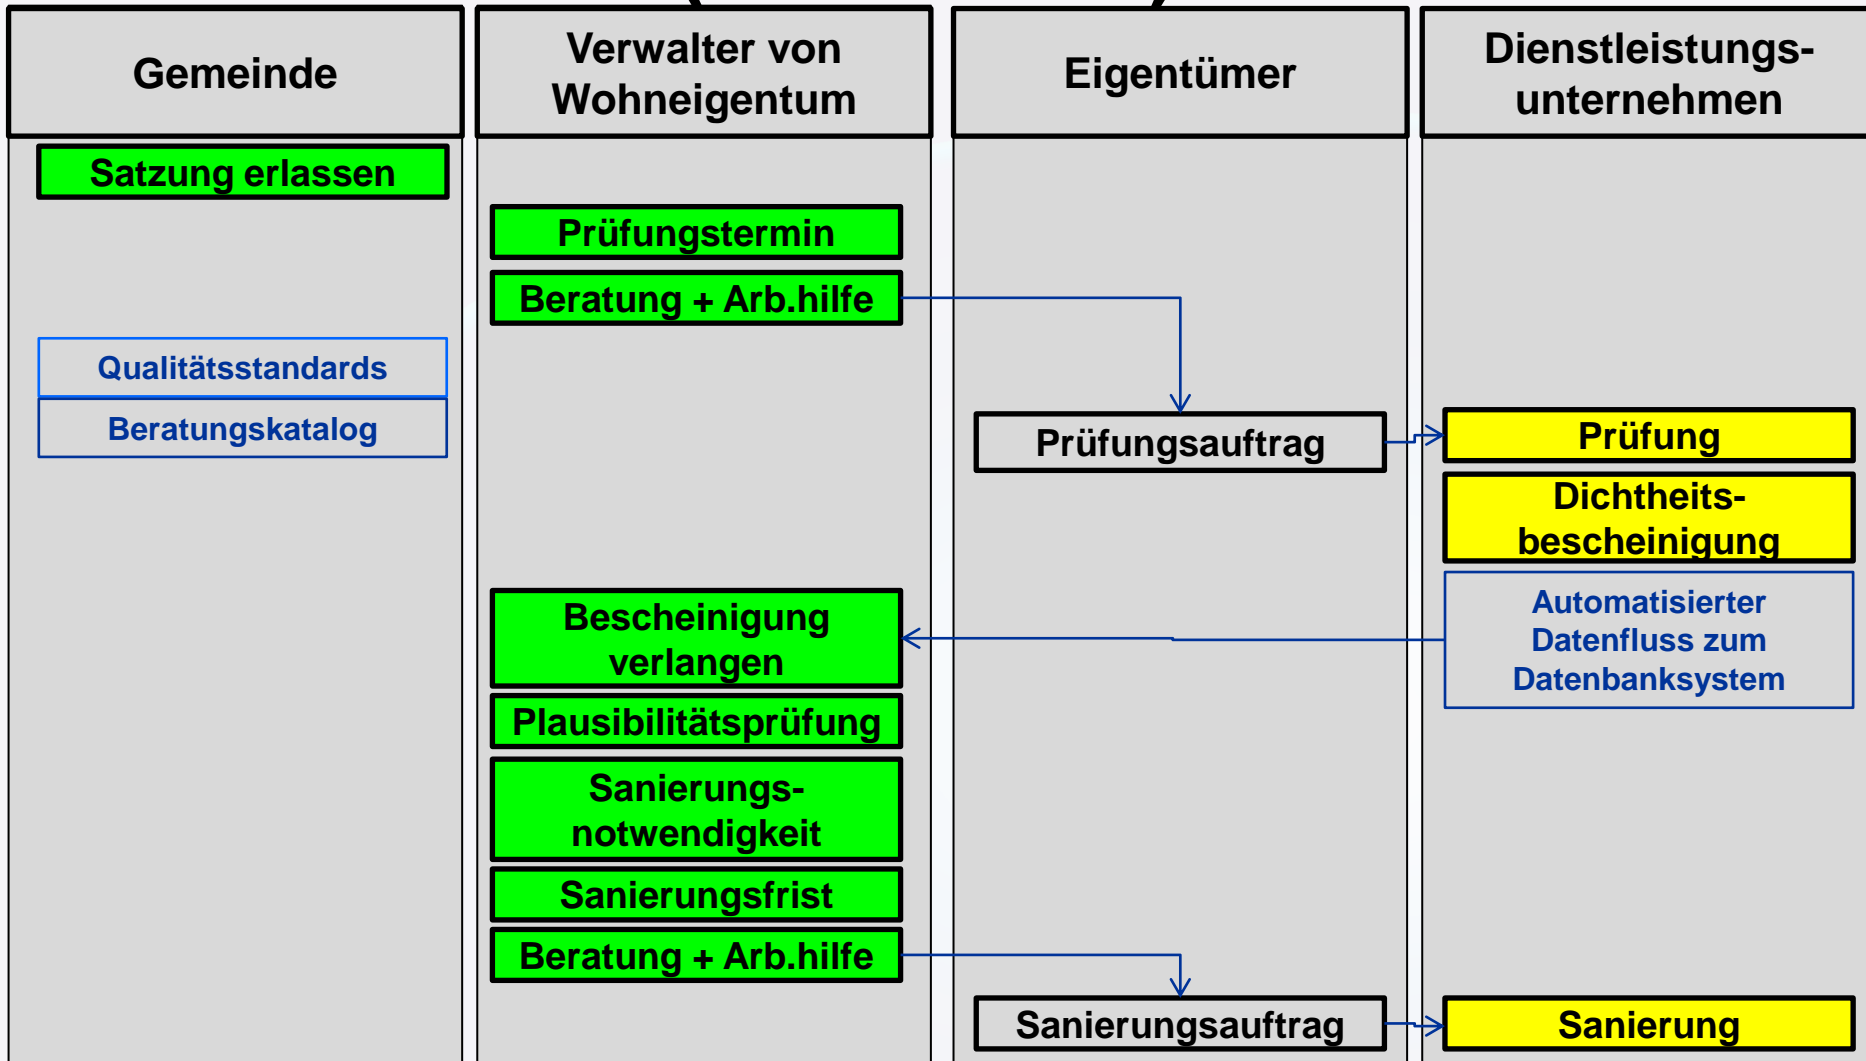 Gemeinde
Verwalter von
Wohneigentum
Eigentümer
Dienstleistungs-
unternehmen
Satzung erlassen
Prüfungstermin
Beratung + Arb.hilfe
Qualitätsstandards
Beratungskatalog
Prüfungsauftrag
Prüfung
Dichtheits-
bescheinigung
Automatisierter
Datenfluss zum
Datenbanksystem
Bescheinigung
verlangen
Plausibilitätsprüfung
Sanierungs-
notwendigkeit
Sanierungsfrist
Beratung + Arb.hilfe
Sanierungsauftrag
Sanierung